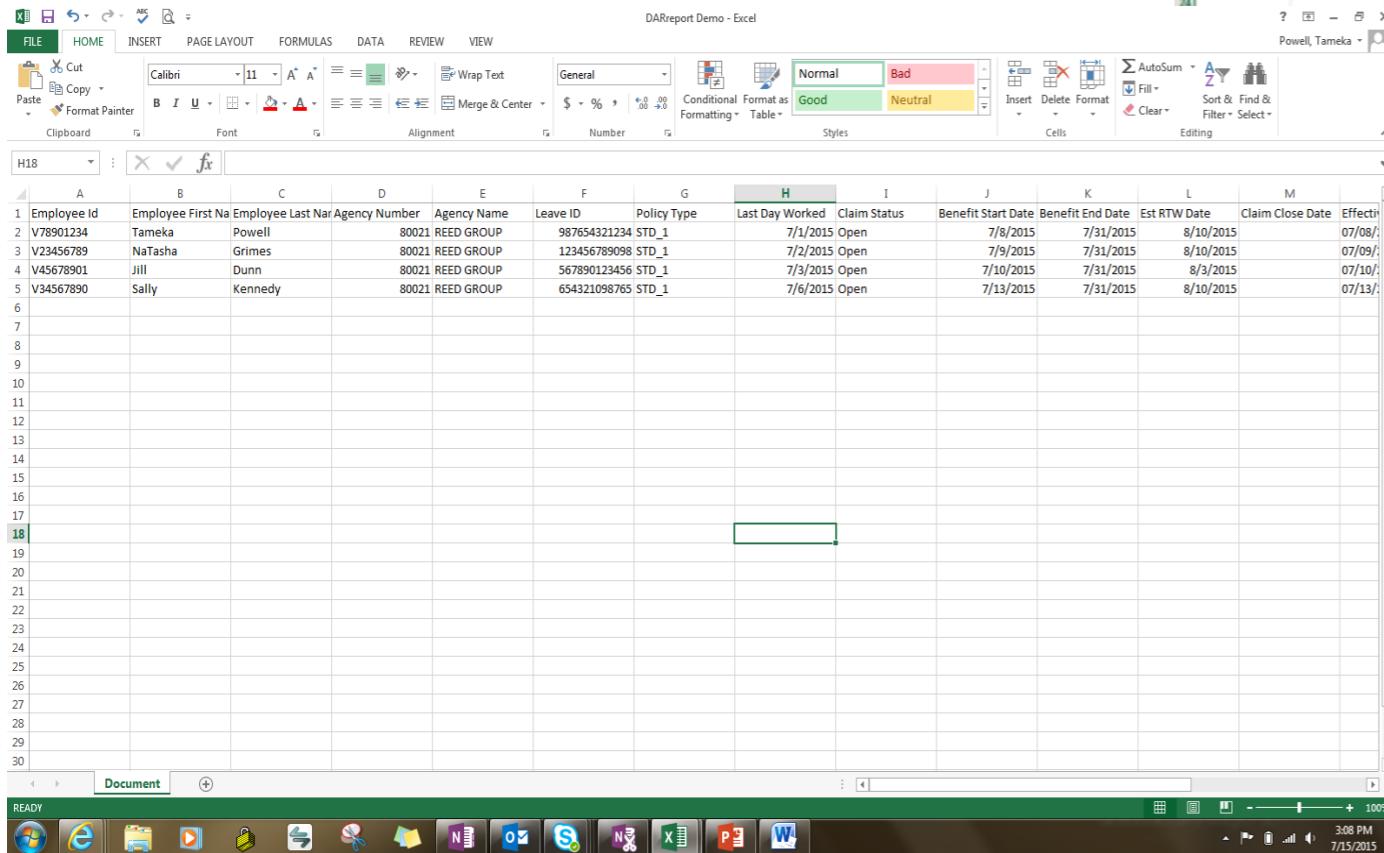 DARreport Demo - Excel
?
FILE HOME INSERT PAGE LAYOUT FORMULAS DATA REVIEW VIEW Powell, Tameka
Cut
Copy
Format Painter
Paste
Calibri 11
B I U
Wrap Text
Merge & Center
General
$ % ,
Conditional Formatting
Format as Table
Normal Bad
Good Neutral
Insert Delete Format
AutoSum
Fill
Clear
Sort & Filter
Find & Select
Clipboard Font Alignment Number Styles Cells Editing
H18 fx
A B C D E F G H I J K L M
1 Employee Id Employee First Na Employee Last Nar Agency Number Agency Name Leave ID Policy Type Last Day Worked Claim Status Benefit Start Date Benefit End Date Est RTW Date Claim Close Date Effecti
2 V78901234 Tameka Powell 80021 REED GROUP 987654321234 STD_1 7/1/2015 Open 7/8/2015 7/31/2015 8/10/2015 07/08/
3 V23456789 NaTasha Grimes 80021 REED GROUP 123456789098 STD_1 7/2/2015 Open 7/9/2015 7/31/2015 8/10/2015 07/09/
4 V45678901 Jill Dunn 80021 REED GROUP 567890123456 STD_1 7/3/2015 Open 7/10/2015 7/31/2015 8/3/2015 07/10/
5 V34567890 Sally Kennedy 80021 REED GROUP 654321098765 STD_1 7/6/2015 Open 7/13/2015 7/31/2015 8/10/2015 07/13/
6
7
8
9
10
11
12
13
14
15
16
17
18
19
20
21
22
23
24
25
26
27
28
29
30
Document
READY 100%
3:08 PM
7/15/2015